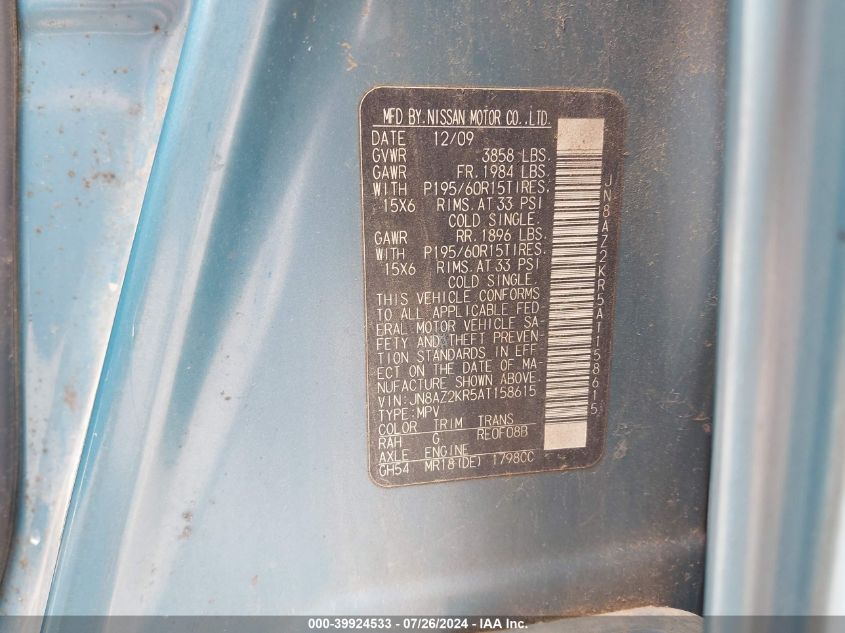 MFD BY.NISSAN MOTOR CO.,LTD.
DATE 12/09
GVWR 3858 LBS.
GAWR FR. 1984 LBS.
WITH P195/60R15TIRES,
15X6 RIMS. AT 33 PSI
COLD SINGLE.
GAWR RR. 1896 LBS.
WITH P195/60R15TIRES,
15X6 RIMS. AT 33 PSI
COLD SINGLE.
THIS VEHICLE CONFORMS
TO ALL APPLICABLE FED
ERAL MOTOR VEHICLE SA-
FETY AND THEFT PREVEN-
TION STANDARDS IN EFF
ECT ON THE DATE OF MA-
NUFACTURE SHOWN ABOVE.
VIN:JN8AZ2KR5AT158615
TYPE:MPV
COLOR TRIM TRANS
RAH G RE0F08B
AXLE ENGINE
GH54 MR18(DE) 1798CC
JN8AZ2KR5AT158615
000-39924533 / 07/26/2024 - IAA Inc.